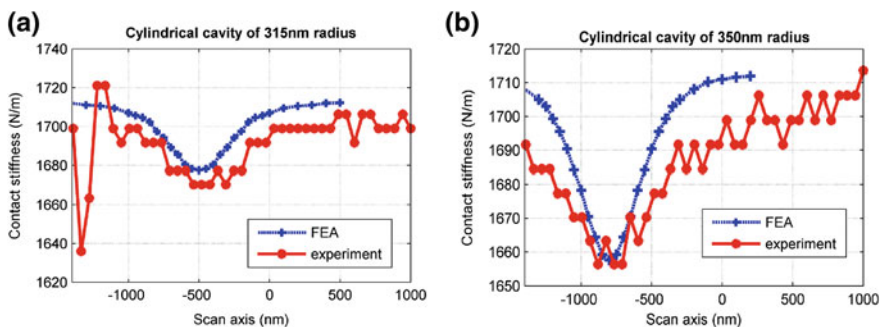 (a)
Cylindrical cavity of 315nm radius
Contact stiffness (N/m)
1740
1720
1700
1680
1660
1640
1620
-1000
-500
0
500
1000
Scan axis (nm)
FEA
experiment
(b)
Cylindrical cavity of 350nm radius
Contact stiffness (N/m)
1720
1710
1700
1690
1680
1670
1660
1650
-1000
-500
0
500
1000
Scan axis (nm)
FEA
experiment